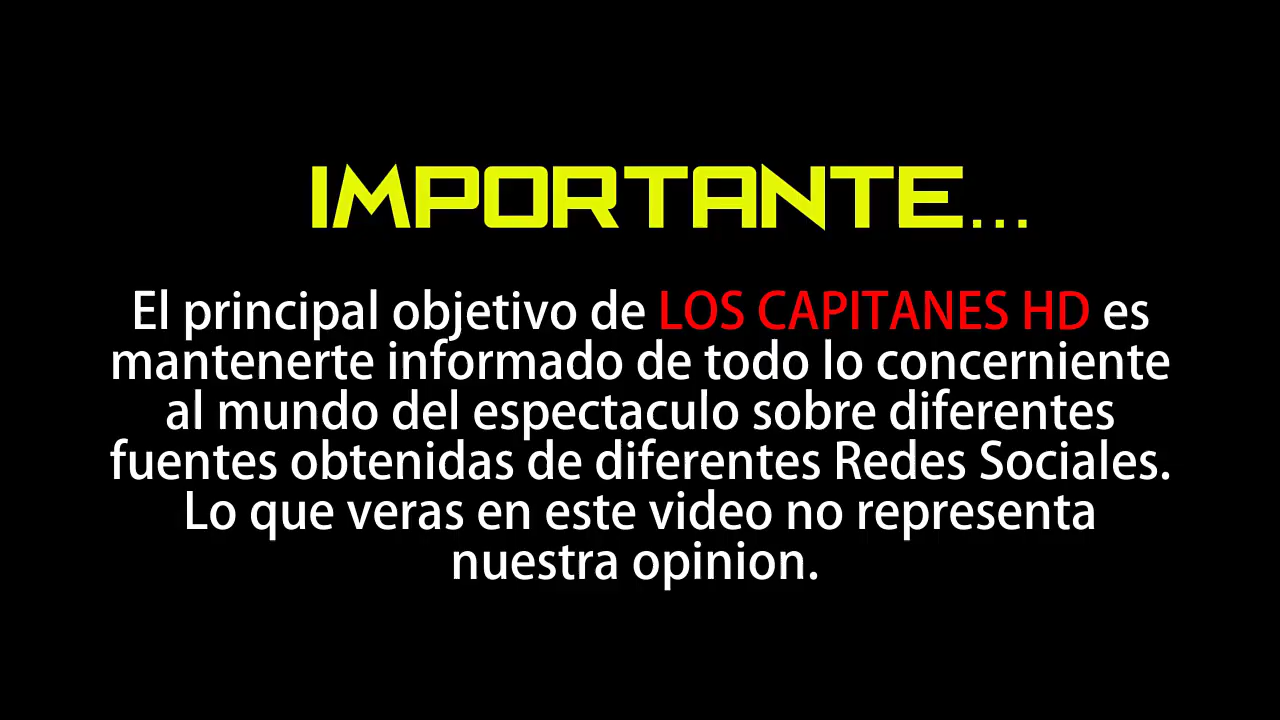 IMPORTANTE...
El principal objetivo de LOS CAPITANES HD es
mantenerte informado de todo lo concerniente
al mundo del espectaculo sobre diferentes
fuentes obtenidas de diferentes Redes Sociales.
Lo que veras en este video no representa
nuestra opinion.